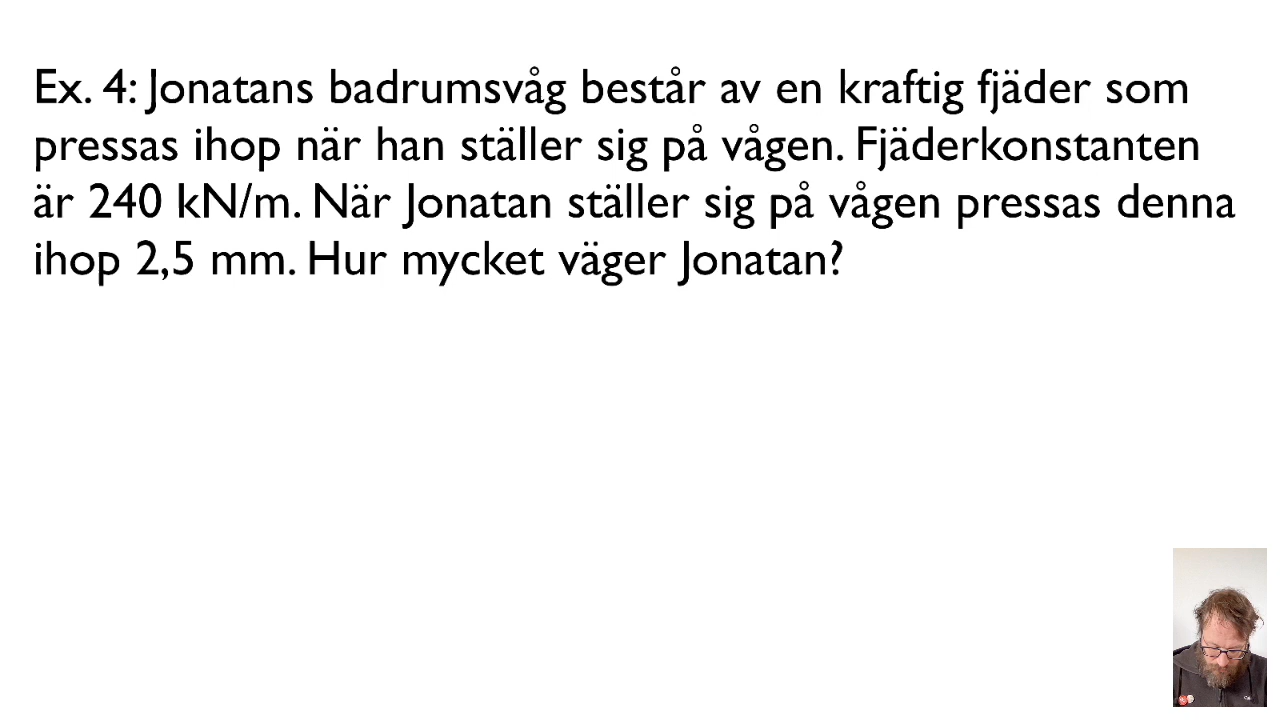 Ex. 4: Jonatans badrumsvåg består av en kraftig fjäder som
pressas ihop när han ställer sig på vågen. Fjäderkonstanten
är 240 kN/m. När Jonatan ställer sig på vågen pressas denna
ihop 2,5 mm. Hur mycket väger Jonatan?